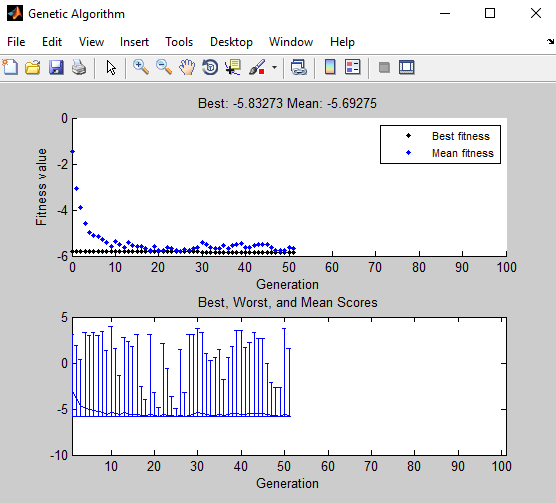 Genetic Algorithm
File Edit View Insert Tools Desktop Window Help
Best: -5.83273 Mean: -5.69275
0
-2
-4
-6
Fitness value
Best fitness
Mean fitness
0 10 20 30 40 50 60 70 80 90 100
Generation
Best, Worst, and Mean Scores
5
0
-5
-10
10 20 30 40 50 60 70 80 90 100
Generation